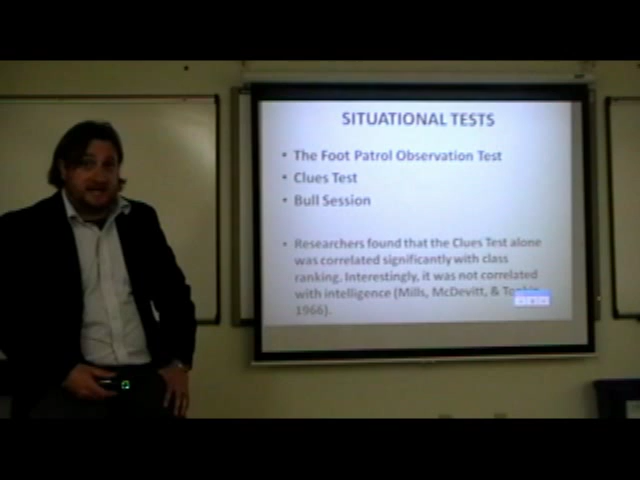 SITUATIONAL TESTS
• The Foot Patrol Observation Test
• Clues Test
• Bull Session
• Researchers found that the Clues Test alone
was correlated significantly with class
ranking. Interestingly, it was not correlated
with intelligence (Mills, McDevitt, &
1966).